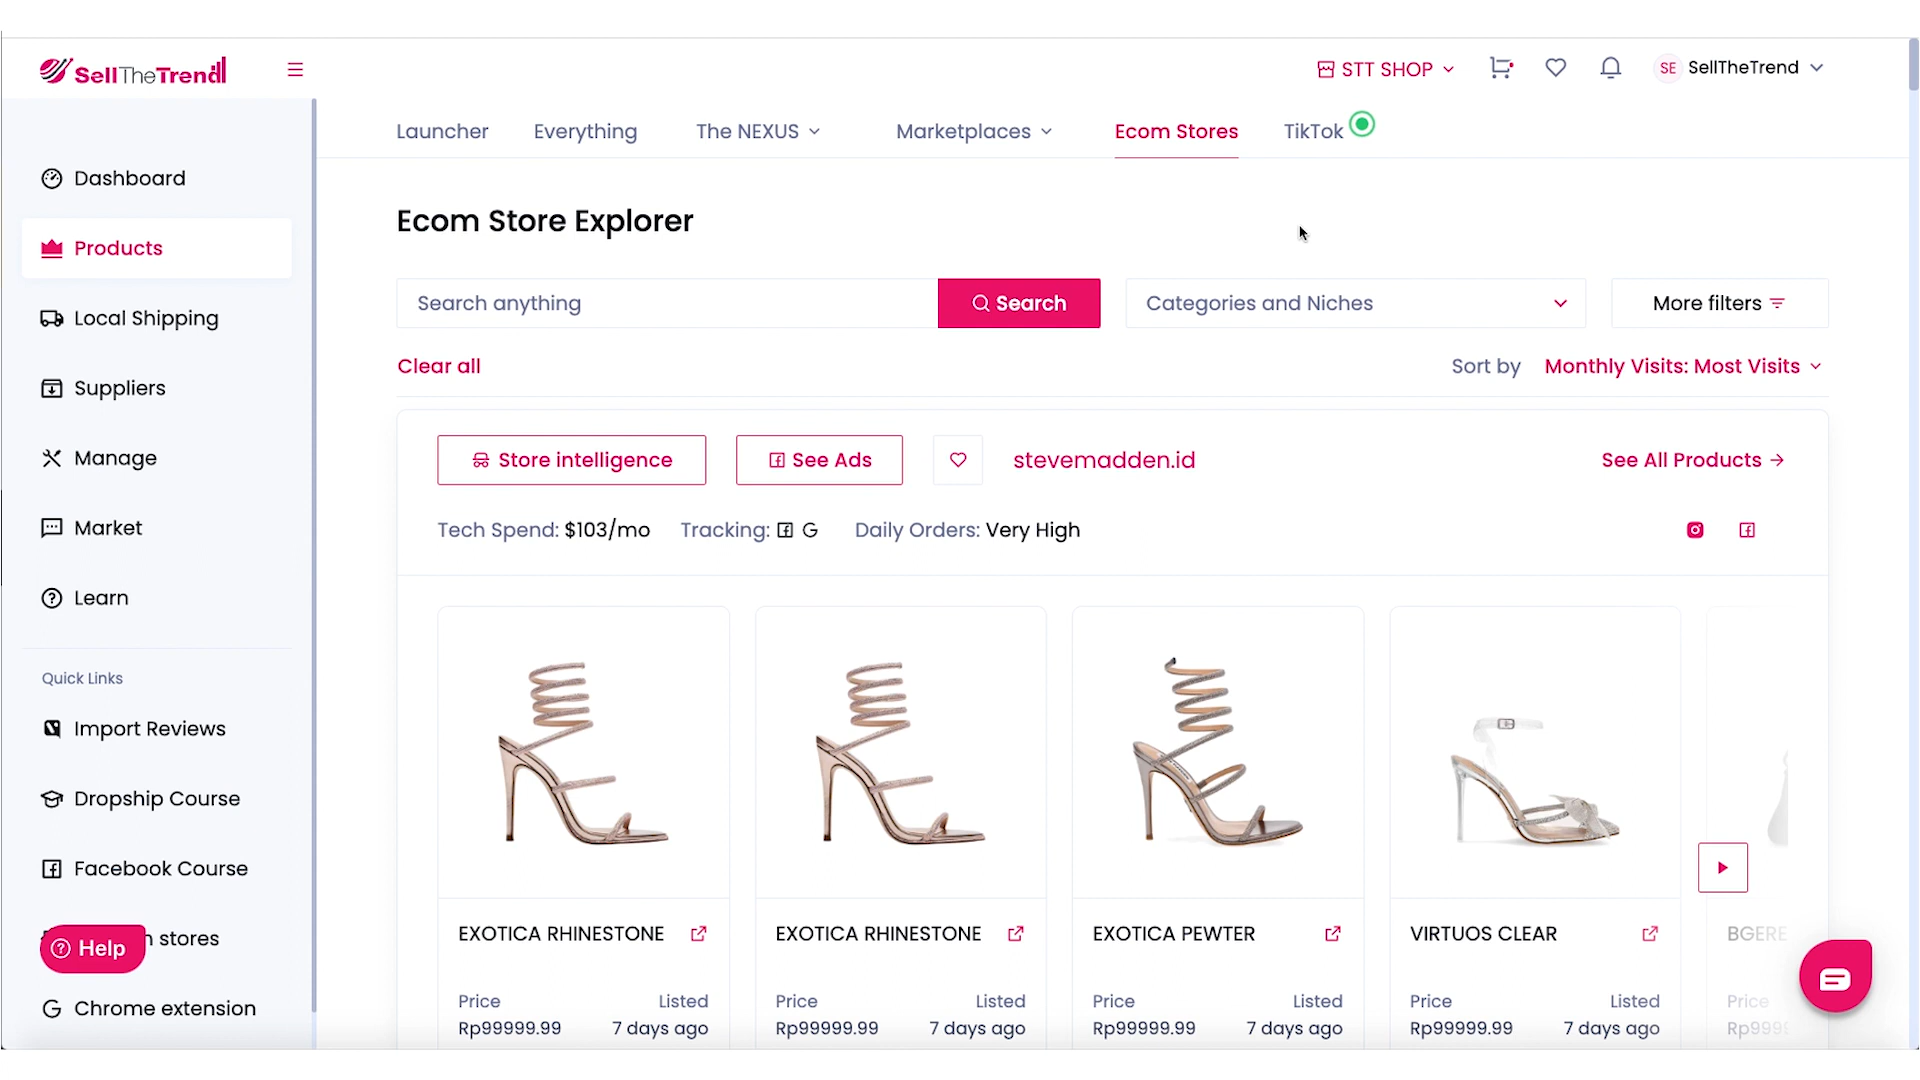 SellTheTrend
STT SHOP
SE SellTheTrend
Launcher Everything The NEXUS Marketplaces Ecom Stores TikTok
Dashboard
Products
Local Shipping
Suppliers
Manage
Market
Learn
Quick Links
Import Reviews
Dropship Course
Facebook Course
stores
Help
Chrome extension
Ecom Store Explorer
Search anything Search Categories and Niches More filters
Clear all Sort by Monthly Visits: Most Visits
Store intelligence See Ads stevemadden.id See All Products
Tech Spend: $103/mo Tracking: Daily Orders: Very High
EXOTICA RHINESTONE EXOTICA RHINESTONE EXOTICA PEWTER VIRTUOS CLEAR BGERE
Price Listed Price Listed Price Listed Price Listed Price
Rp99999.99 7 days ago Rp99999.99 7 days ago Rp99999.99 7 days ago Rp99999.99 7 days ago Rp9999